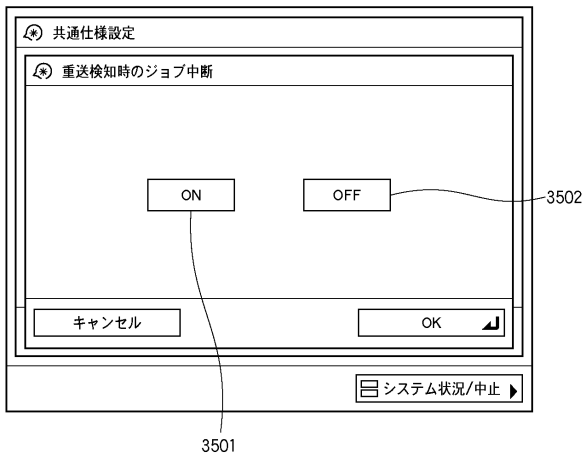 共通仕様設定
重送検知時のジョブ中断
ON
OFF
3502
キャンセル
OK
システム状況/中止
3501